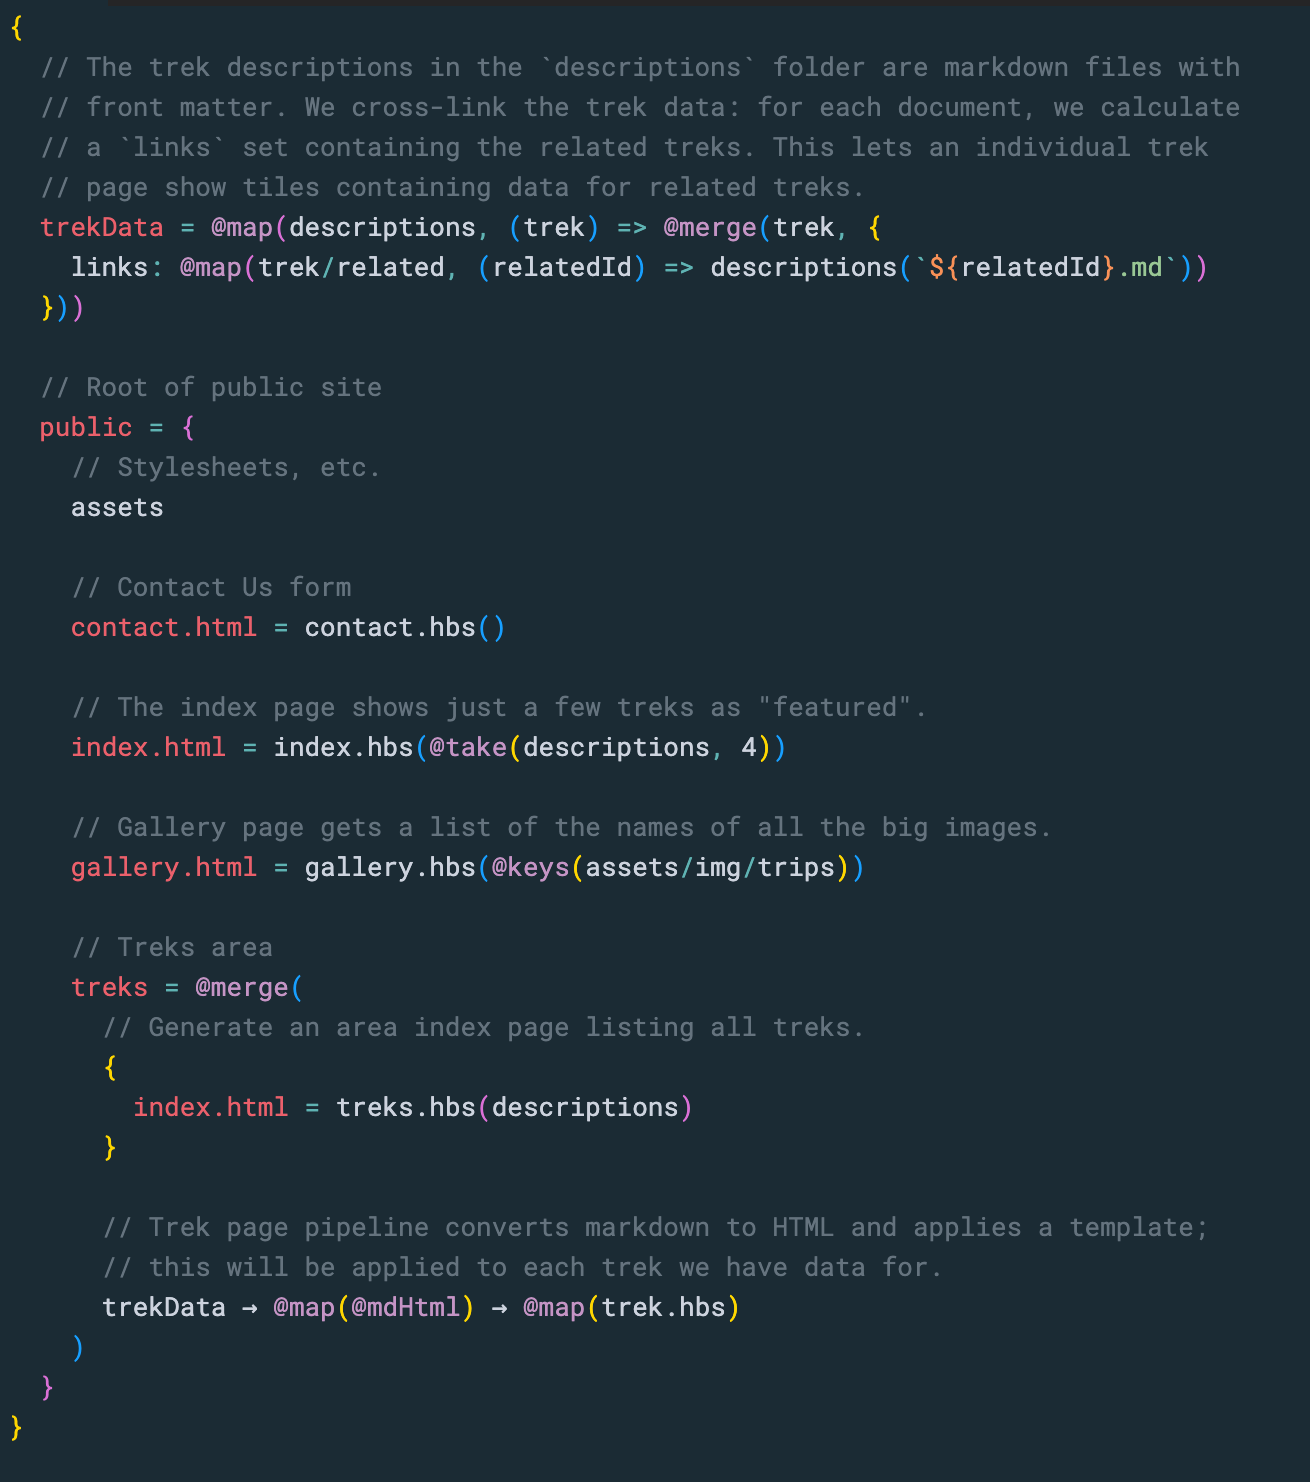 {
  // The trek descriptions in the `descriptions` folder are markdown files with
  // front matter. We cross-link the trek data: for each document, we calculate
  // a `links` set containing the related treks. This lets an individual trek
  // page show tiles containing data for related treks.
  trekData = @map(descriptions, (trek) => @merge(trek, {
    links: @map(trek/related, (relatedId) => descriptions(`${relatedId}.md`))
  }))

  // Root of public site
  public = {
    // Stylesheets, etc.
    assets

    // Contact Us form
    contact.html = contact.hbs()

    // The index page shows just a few treks as "featured".
    index.html = index.hbs(@take(descriptions, 4))

    // Gallery page gets a list of the names of all the big images.
    gallery.html = gallery.hbs(@keys(assets/img/trips))

    // Treks area
    treks = @merge(
      // Generate an area index page listing all treks.
      {
        index.html = treks.hbs(descriptions)
      }

      // Trek page pipeline converts markdown to HTML and applies a template;
      // this will be applied to each trek we have data for.
      trekData → @map(@mdHtml) → @map(trek.hbs)
    )
  }
}